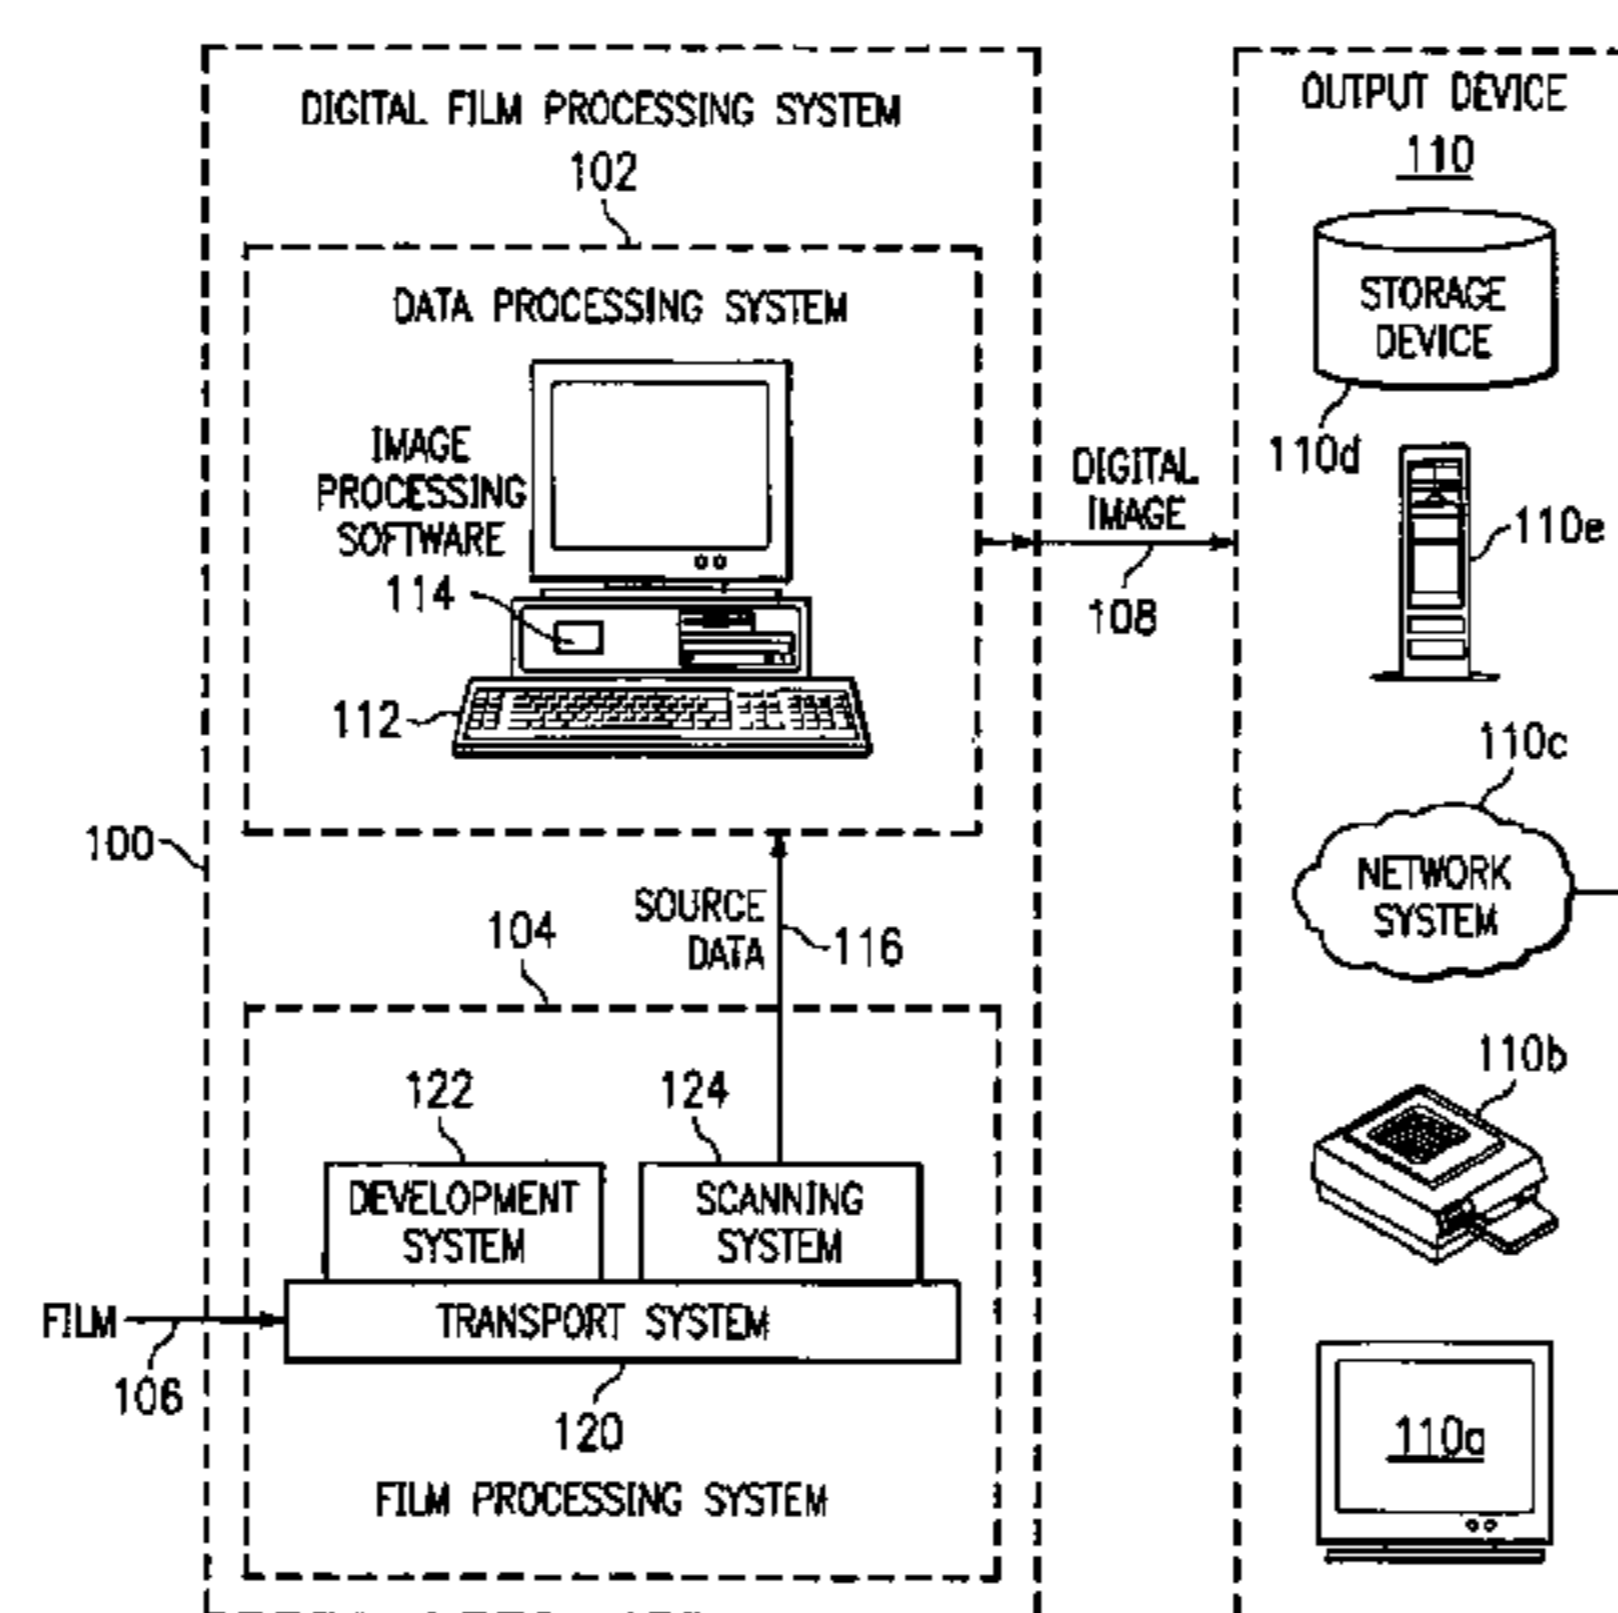 DIGITAL FILM PROCESSING SYSTEM
102
DATA PROCESSING SYSTEM
IMAGE
PROCESSING
SOFTWARE
114
112
100
SOURCE
DATA
116
104
122
124
DEVELOPMENT
SYSTEM
SCANNING
SYSTEM
FILM
TRANSPORT SYSTEM
106
120
FILM PROCESSING SYSTEM
DIGITAL
IMAGE
108
OUTPUT DEVICE
110
STORAGE
DEVICE
110d
110e
110c
NETWORK
SYSTEM
110b
110a